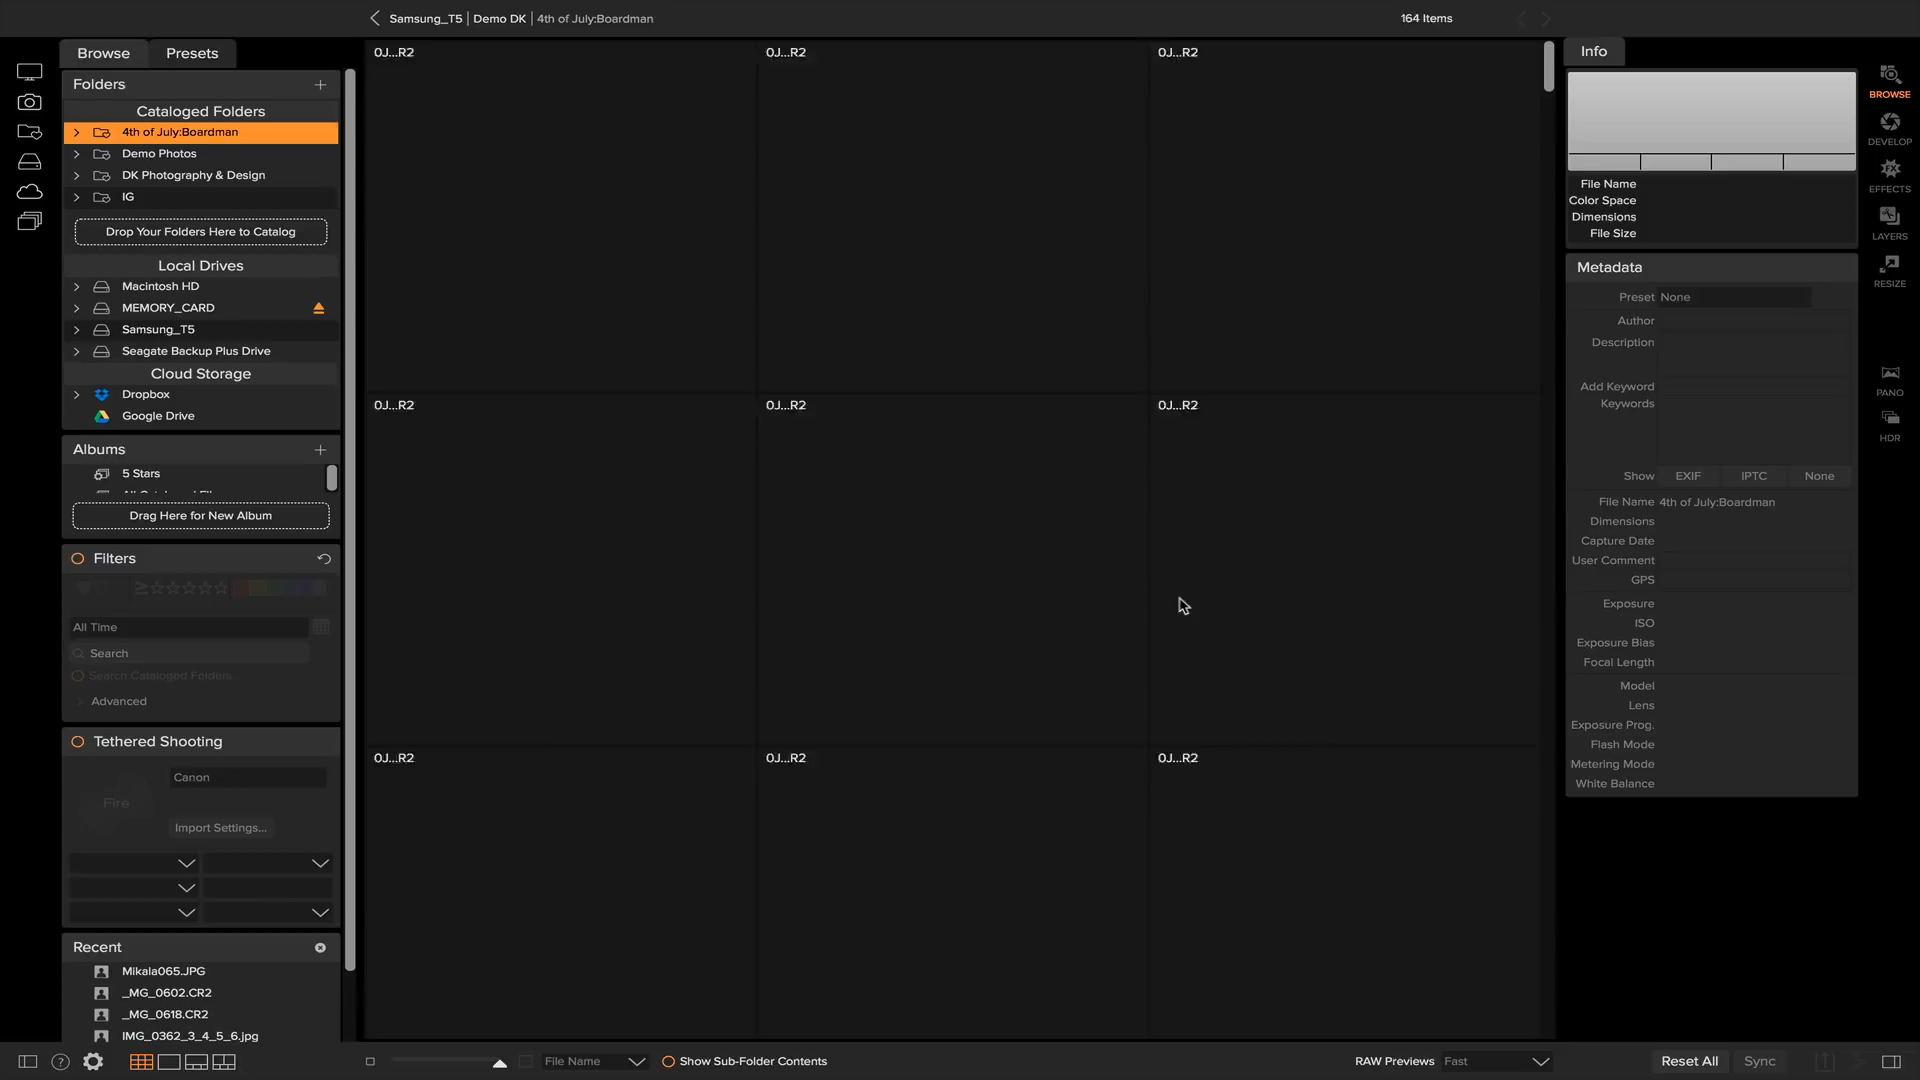 Samsung_T5 | Demo DK | 4th of July:Boardman
164 Items
Browse
Presets
Folders
Cataloged Folders
4th of July:Boardman
Demo Photos
DK Photography & Design
IG
Drop Your Folders Here to Catalog
Local Drives
Macintosh HD
MEMORY_CARD
Samsung_T5
Seagate Backup Plus Drive
Cloud Storage
Dropbox
Google Drive
Albums
5 Stars
Drag Here for New Album
Filters
All Time
Search
Search Cataloged Folders
Advanced
Tethered Shooting
Canon
Fire
Import Settings...
Recent
Mikala065.JPG
_MG_0602.CR2
_MG_0618.CR2
IMG_0362_3_4_5_6.jpg
0J...R2
0J...R2
0J...R2
0J...R2
0J...R2
0J...R2
0J...R2
0J...R2
0J...R2
File Name
Show Sub-Folder Contents
RAW Previews Fast
Info
File Name
Color Space
Dimensions
File Size
Metadata
Preset None
Author
Description
Add Keyword
Keywords
Show EXIF IPTC None
File Name 4th of July:Boardman
Dimensions
Capture Date
User Comment
GPS
Exposure
ISO
Exposure Bias
Focal Length
Model
Lens
Exposure Prog.
Flash Mode
Metering Mode
White Balance
Reset All
Sync
BROWSE
DEVELOP
EFFECTS
LAYERS
RESIZE
PANO
HDR